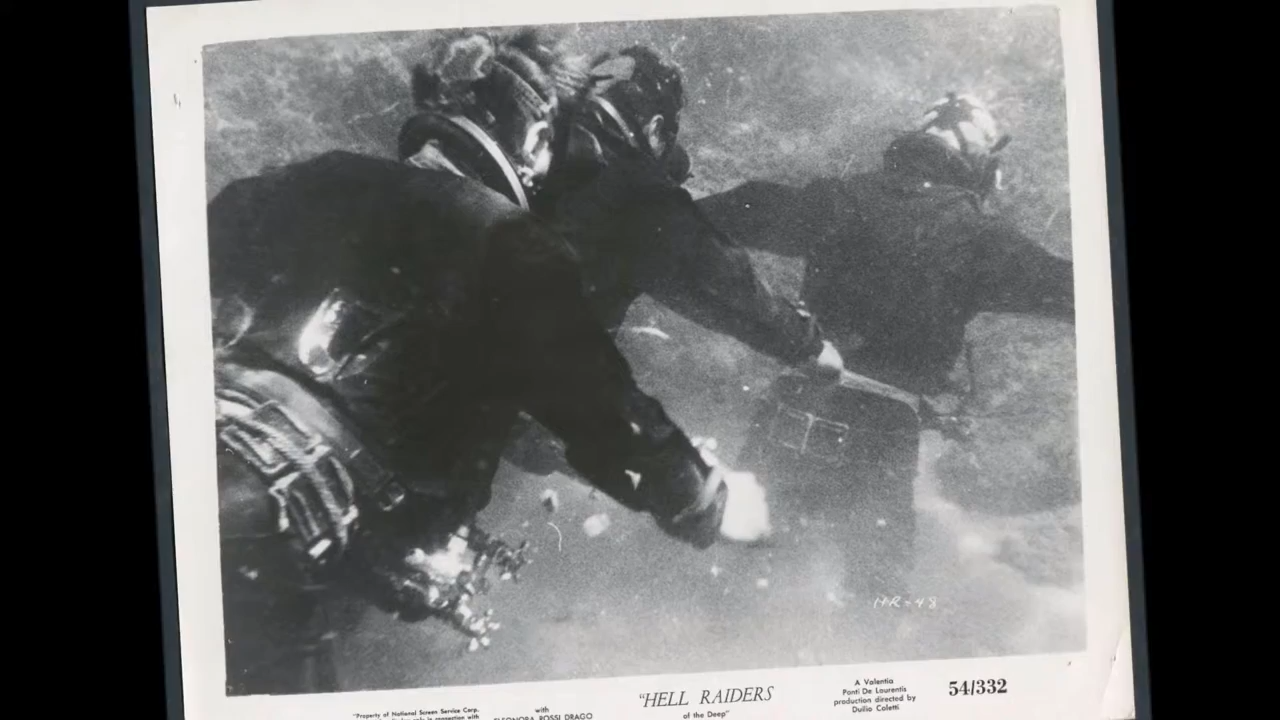 HR-48
"Property of National Screen Service Corp.
with
ELEONORA ROSSI DRAGO
"HELL RAIDERS
of the Deep"
A Valentia
Ponti De Laurentis
production directed by
Duilio Coletti
54/332